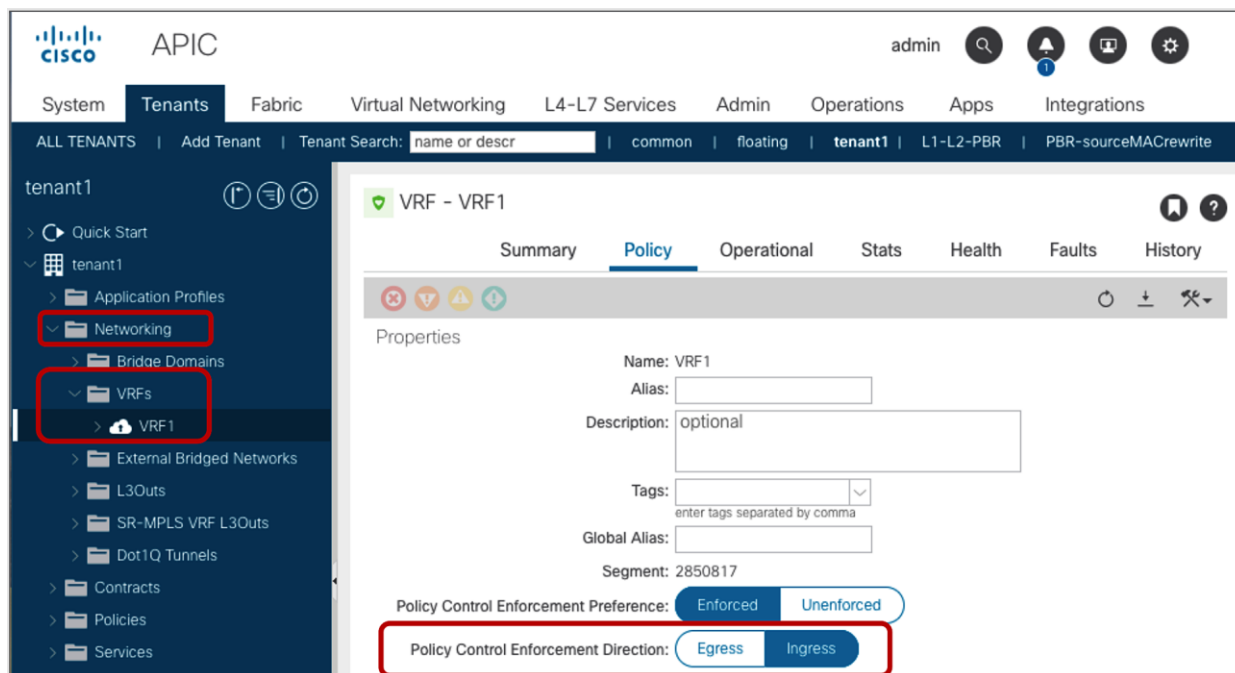 CISCO APIC admin
1
System Tenants Fabric Virtual Networking L4-L7 Services Admin Operations Apps Integrations
ALL TENANTS | Add Tenant | Tenant Search: name or descr | common | floating | tenant1 | L1-L2-PBR | PBR-sourceMACrewrite
tenant1
Quick Start
tenant1
Application Profiles
Networking
Bridge Domains
VRFs
VRF1
External Bridged Networks
L3Outs
SR-MPLS VRF L3Outs
Dot1Q Tunnels
Contracts
Policies
Services
VRF - VRF1
Summary Policy Operational Stats Health Faults History
Properties
Name: VRF1
Alias:
Description: optional
Tags:
enter tags separated by comma
Global Alias:
Segment: 2850817
Policy Control Enforcement Preference: Enforced Unenforced
Policy Control Enforcement Direction: Egress Ingress